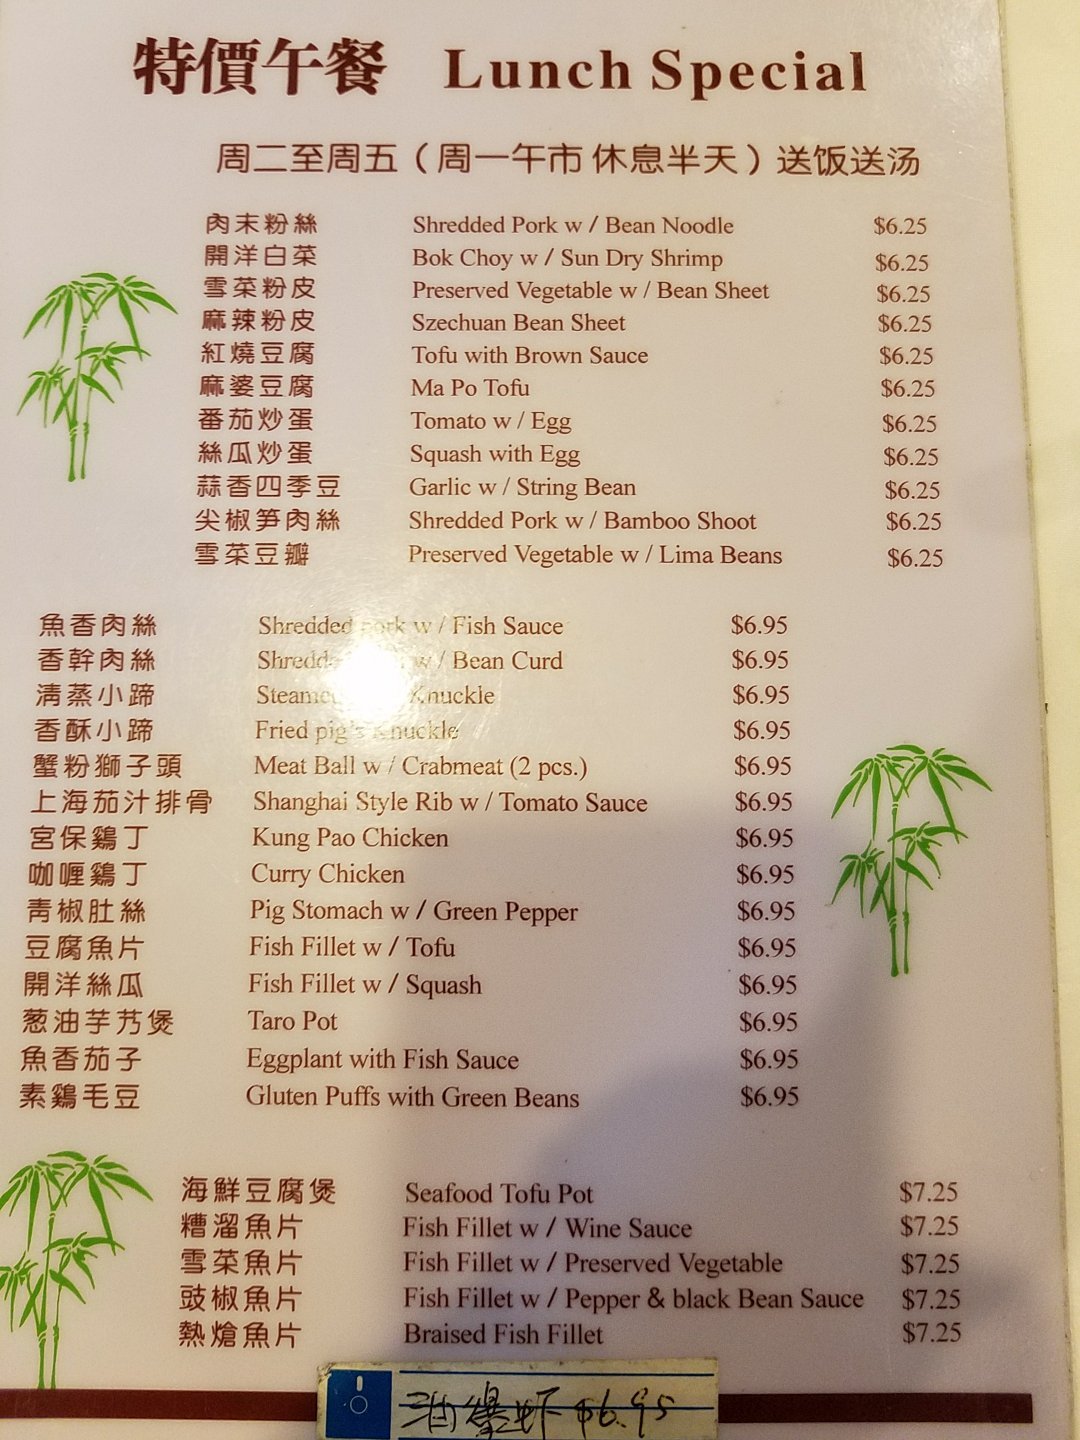 特價午餐 Lunch Special
周二至周五（周一午市 休息半天）送饭送汤
肉末粉絲 Shredded Pork w / Bean Noodle $6.25
開洋白菜 Bok Choy w / Sun Dry Shrimp $6.25
雪菜粉皮 Preserved Vegetable w / Bean Sheet $6.25
麻辣粉皮 Szechuan Bean Sheet $6.25
紅燒豆腐 Tofu with Brown Sauce $6.25
麻婆豆腐 Ma Po Tofu $6.25
番茄炒蛋 Tomato w / Egg $6.25
絲瓜炒蛋 Squash with Egg $6.25
蒜香四季豆 Garlic w / String Bean $6.25
尖椒笋肉絲 Shredded Pork w / Bamboo Shoot $6.25
雪菜豆瓣 Preserved Vegetable w / Lima Beans $6.25
魚香肉絲 Shredded pork w / Fish Sauce $6.95
香幹肉絲 Shredded w / Bean Curd $6.95
清蒸小蹄 Steamed Knuckle $6.95
香酥小蹄 Fried pig's Knuckle $6.95
蟹粉獅子頭 Meat Ball w / Crabmeat (2 pcs.) $6.95
上海茄汁排骨 Shanghai Style Rib w / Tomato Sauce $6.95
宮保鷄丁 Kung Pao Chicken $6.95
咖喱鷄丁 Curry Chicken $6.95
青椒肚絲 Pig Stomach w / Green Pepper $6.95
豆腐魚片 Fish Fillet w / Tofu $6.95
開洋絲瓜 Fish Fillet w / Squash $6.95
葱油芋艿煲 Taro Pot $6.95
魚香茄子 Eggplant with Fish Sauce $6.95
素鷄毛豆 Gluten Puffs with Green Beans $6.95
海鮮豆腐煲 Seafood Tofu Pot $7.25
糟溜魚片 Fish Fillet w / Wine Sauce $7.25
雪菜魚片 Fish Fillet w / Preserved Vegetable $7.25
豉椒魚片 Fish Fillet w / Pepper & black Bean Sauce $7.25
熱熗魚片 Braised Fish Fillet $7.25
油爆虾 $6.95